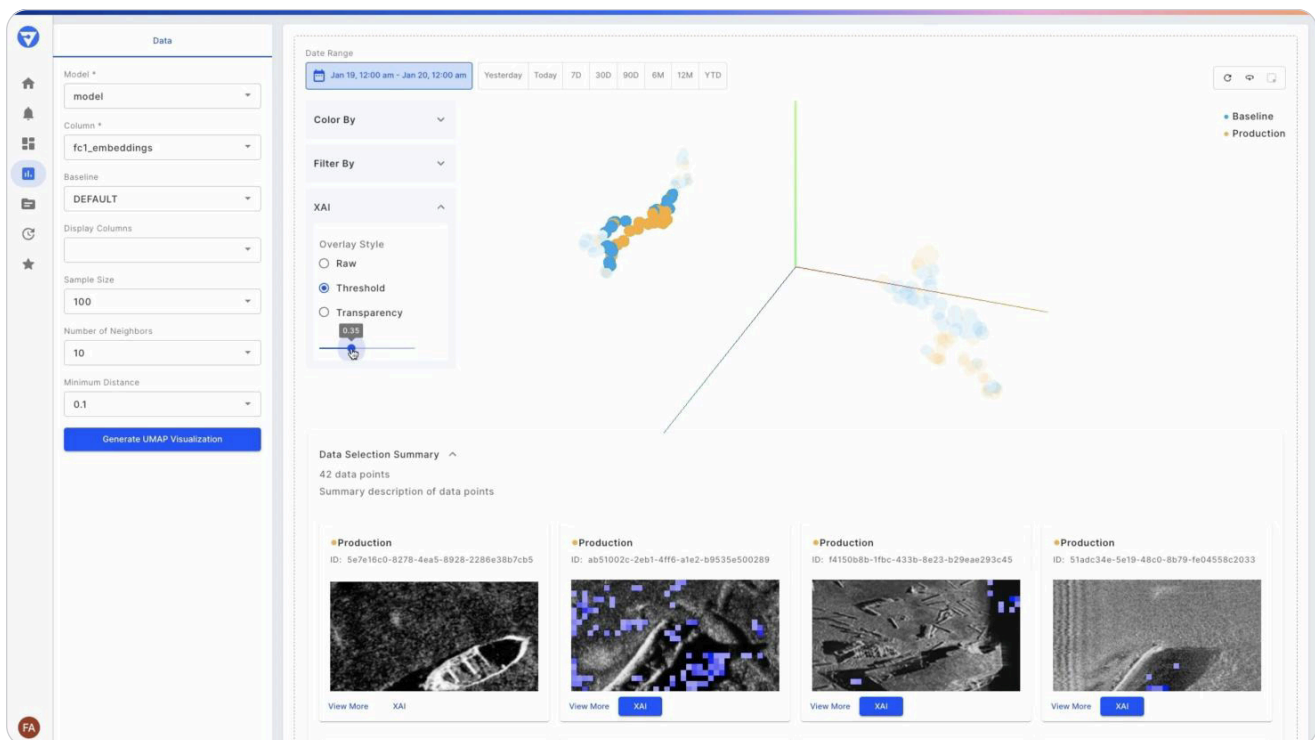 Data
Model *
model
Column *
fc1_embeddings
Baseline
DEFAULT
Display Columns
Sample Size
100
Number of Neighbors
10
Minimum Distance
0.1
Generate UMAP Visualization
FA
Date Range
Jan 19, 12:00 am - Jan 20, 12:00 am
Yesterday Today 7D 30D 90D 6M 12M YTD
Color By
Filter By
XAI
Overlay Style
Raw
Threshold
Transparency
0.35
Baseline
Production
Data Selection Summary
42 data points
Summary description of data points
Production
ID: 5e7e16c0-8278-4ea5-8928-2286e38b7cb5
View More XAI
Production
ID: ab51002c-2eb1-4ff6-a1e2-b9535e500289
View More XAI
Production
ID: f4150b8b-1fbc-433b-8e23-b29eae293c45
View More XAI
Production
ID: 51adc34e-5e19-48c0-8b79-fe04558c2033
View More XAI